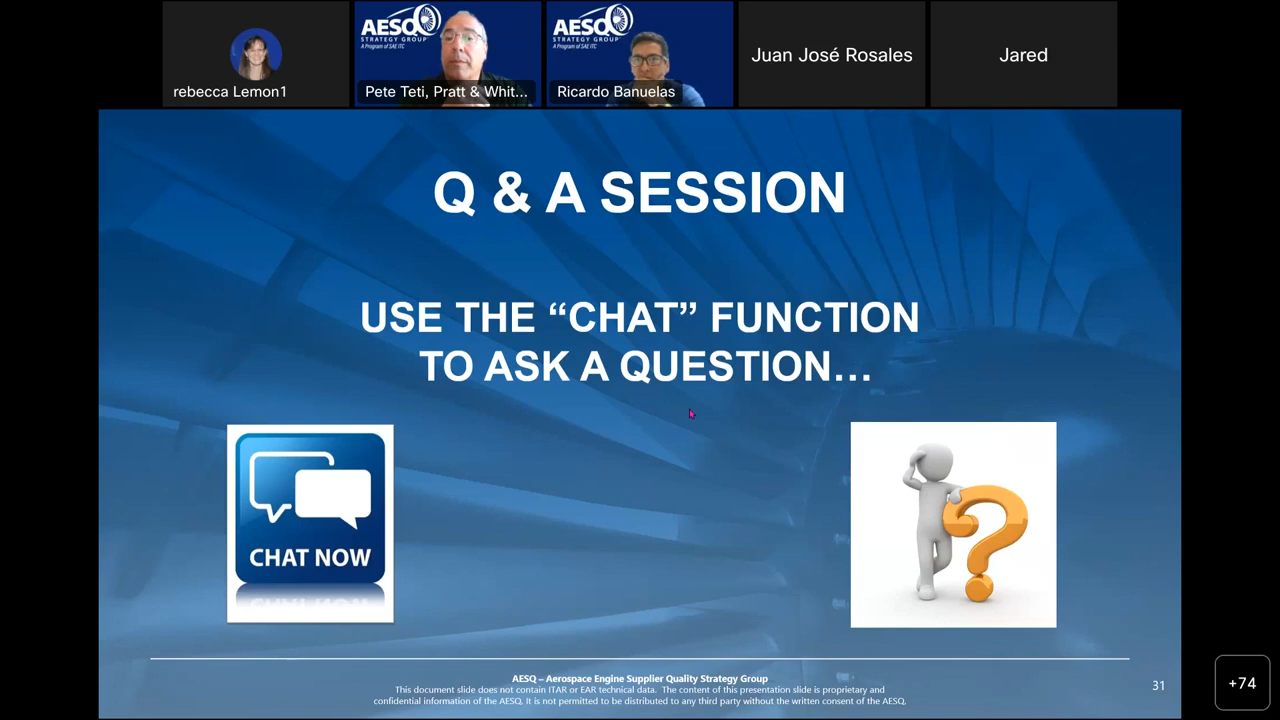 AESQ
STRATEGY GROUP
A Program of SAE ITC
AESQ
STRATEGY GROUP
A Program of SAE ITC
Juan José Rosales
Jared
rebecca Lemon1
Pete Teti, Pratt & Whit...
Ricardo Banuelas
Q & A SESSION
USE THE “CHAT” FUNCTION
TO ASK A QUESTION…
CHAT NOW
AESQ – Aerospace Engine Supplier Quality Strategy Group
This document slide does not contain ITAR or EAR technical data. The content of this presentation slide is proprietary and
confidential information of the AESQ. It is not permitted to be distributed to any third party without the written consent of the AESQ.
31
+74